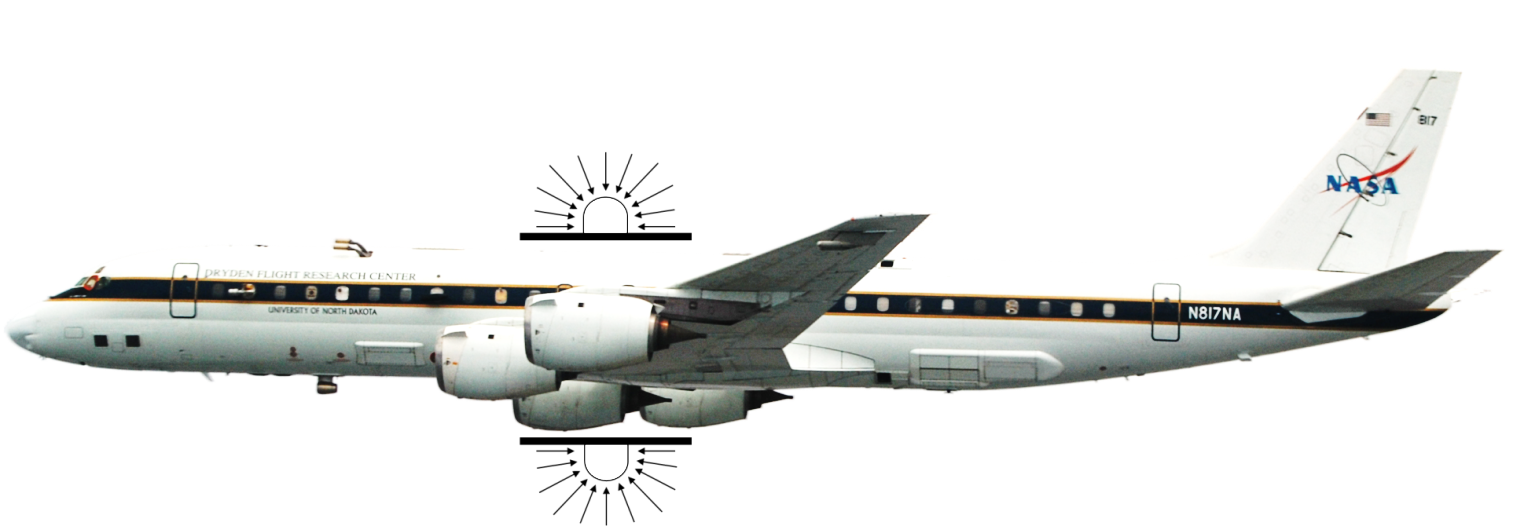 817
NASA
DRYDEN FLIGHT RESEARCH CENTER
UNIVERSITY OF NORTH DAKOTA
N817NA